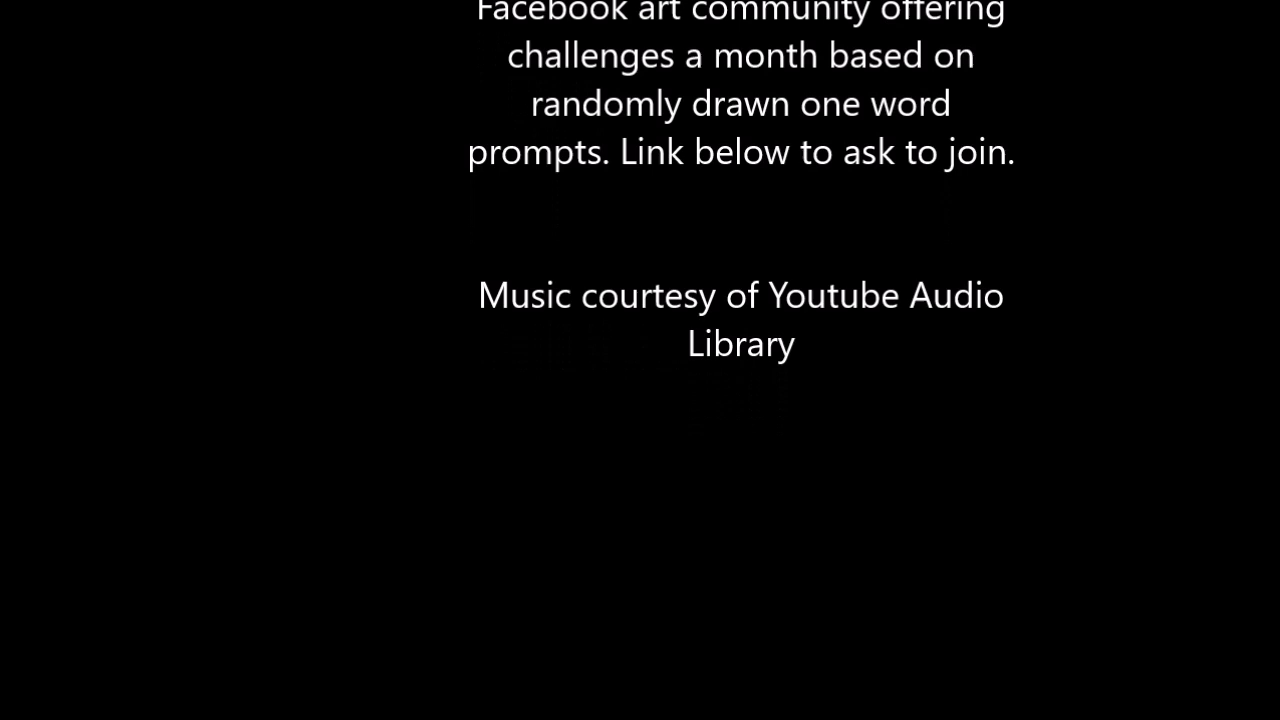 Facebook art community offering
challenges a month based on
randomly drawn one word
prompts. Link below to ask to join.
Music courtesy of Youtube Audio
Library